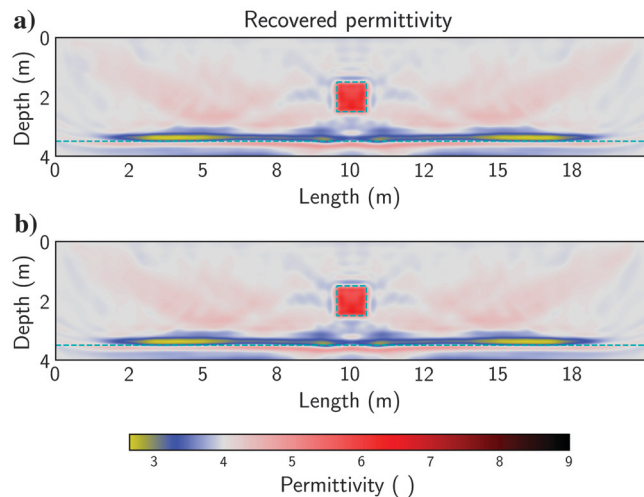 a)
Recovered permittivity
0
2
4
Depth (m)
0 2 5 8 10 12 15 18
Length (m)
b)
0
2
4
Depth (m)
0 2 5 8 10 12 15 18
Length (m)
3 4 5 6 7 8 9
Permittivity ( )